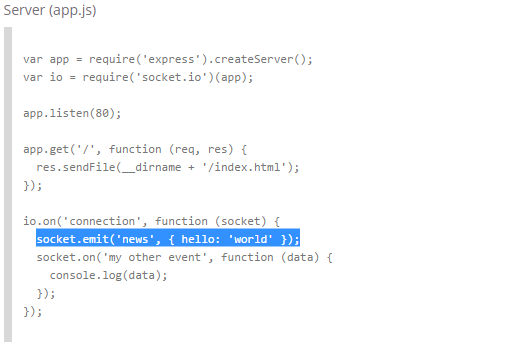 Server (app.js)
var app = require('express').createServer();
var io = require('socket.io')(app);
app.listen(80);
app.get('/', function (req, res) {
  res.sendFile(__dirname + '/index.html');
});
io.on('connection', function (socket) {
  socket.emit('news', { hello: 'world' });
  socket.on('my other event', function (data) {
    console.log(data);
  });
});